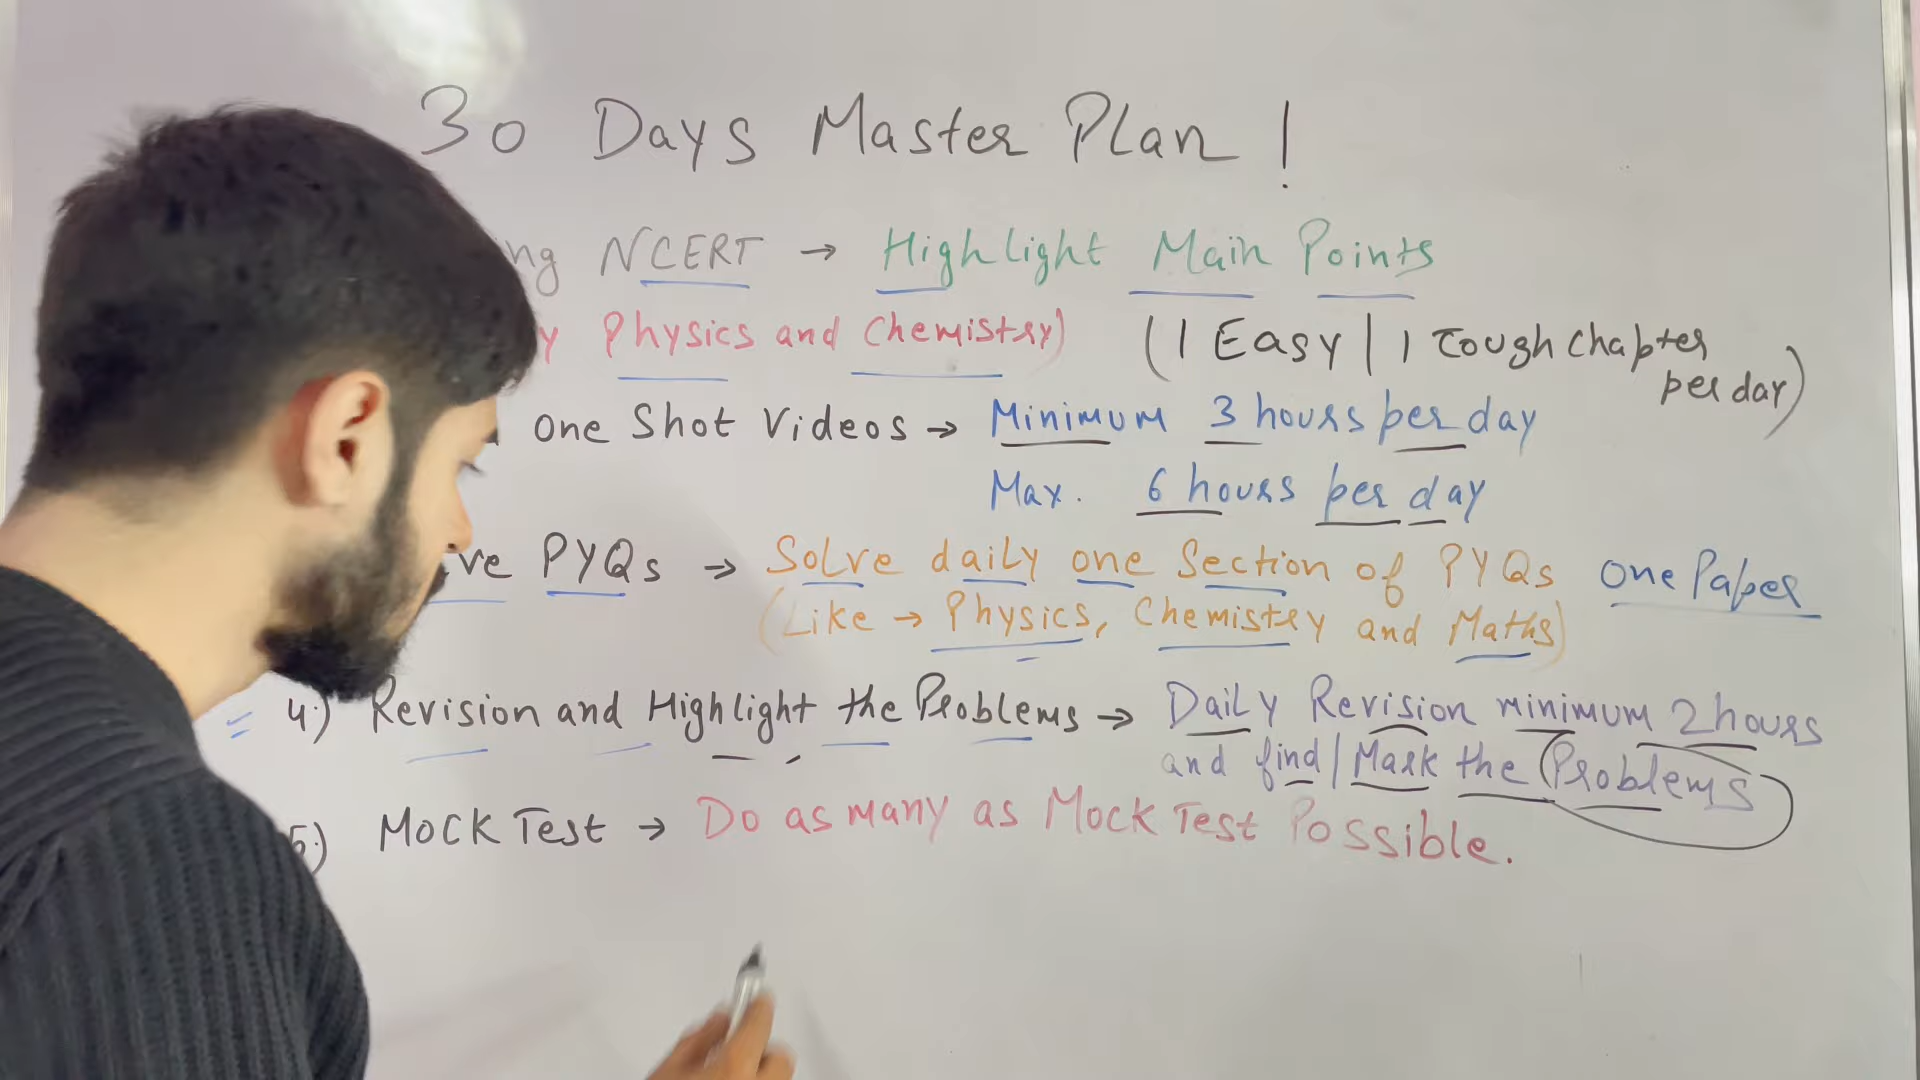 30 Days Master Plan !
NCERT → Highlight Main Points
Physics and Chemistry) (1 Easy | 1 Tough Chapter
per day)
One Shot Videos → Minimum 3 hours per day
Max. 6 hours per day
PYQs → Solve daily one Section of PYQs One Paper
(Like → Physics, Chemistry and Maths)
4.) Revision and Highlight the Problems → Daily Revision minimum 2 hours
and find | Mark the Problems
5.) MOCK Test → Do as many as Mock Test Possible.